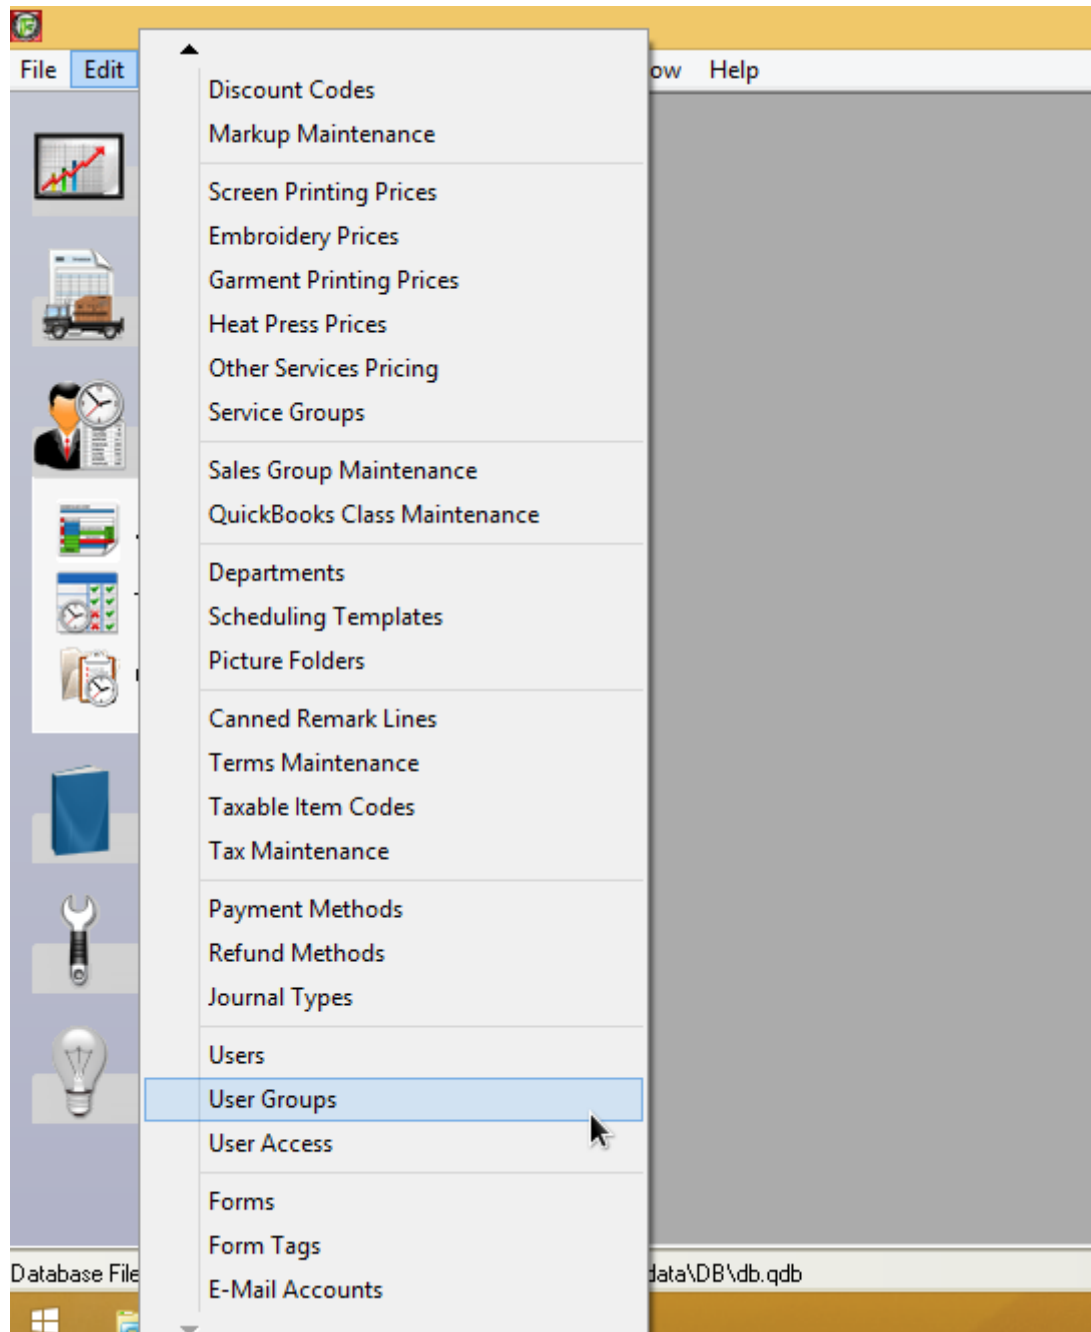 File Edit ow Help
Discount Codes
Markup Maintenance
Screen Printing Prices
Embroidery Prices
Garment Printing Prices
Heat Press Prices
Other Services Pricing
Service Groups
Sales Group Maintenance
QuickBooks Class Maintenance
Departments
Scheduling Templates
Picture Folders
Canned Remark Lines
Terms Maintenance
Taxable Item Codes
Tax Maintenance
Payment Methods
Refund Methods
Journal Types
Users
User Groups
User Access
Forms
Form Tags
Database File data\DB\db.qdb
E-Mail Accounts